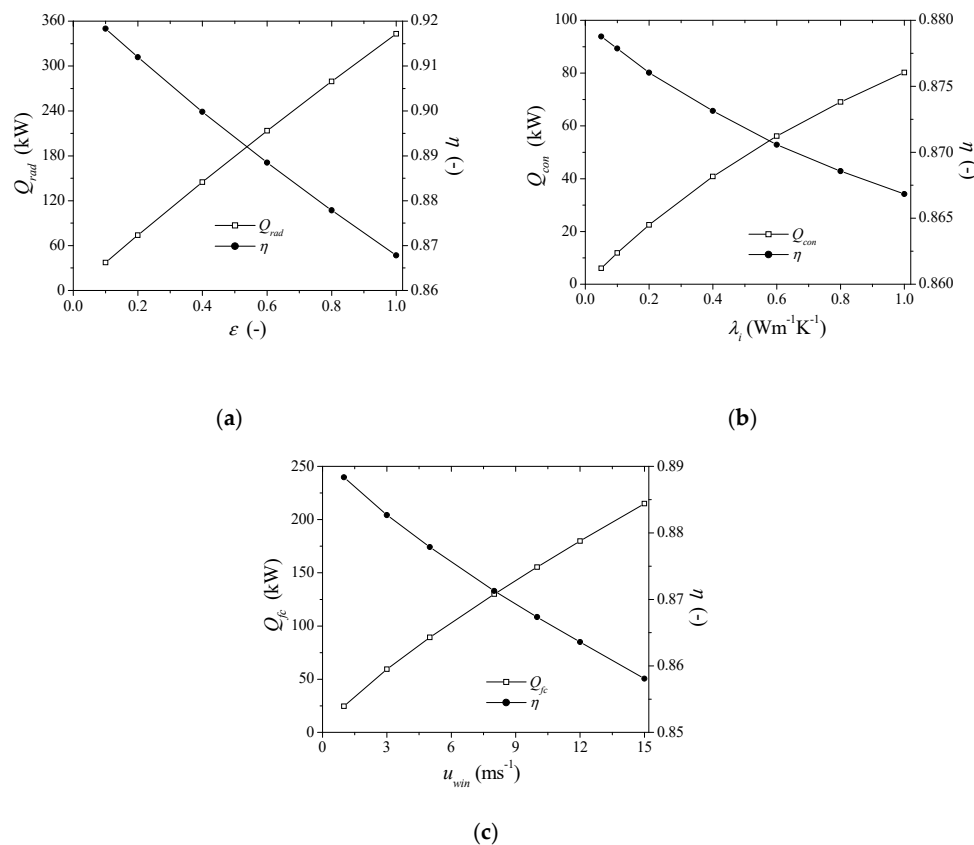 360
300
240
180
120
60
0
Q_rad (kW)
0.92
0.91
0.90
0.89
0.88
0.87
0.86
η (-)
Q_rad
η
0.0 0.2 0.4 0.6 0.8 1.0
ε (-)
(a)
100
80
60
40
20
0
Q_con (kW)
0.880
0.875
0.870
0.865
0.860
η (-)
Q_con
η
0.0 0.2 0.4 0.6 0.8 1.0
λ_i (Wm⁻¹K⁻¹)
(b)
250
200
150
100
50
0
Q_fc (kW)
0.89
0.88
0.87
0.86
0.85
η (-)
Q_fc
η
0 3 6 9 12 15
u_win (ms⁻¹)
(c)